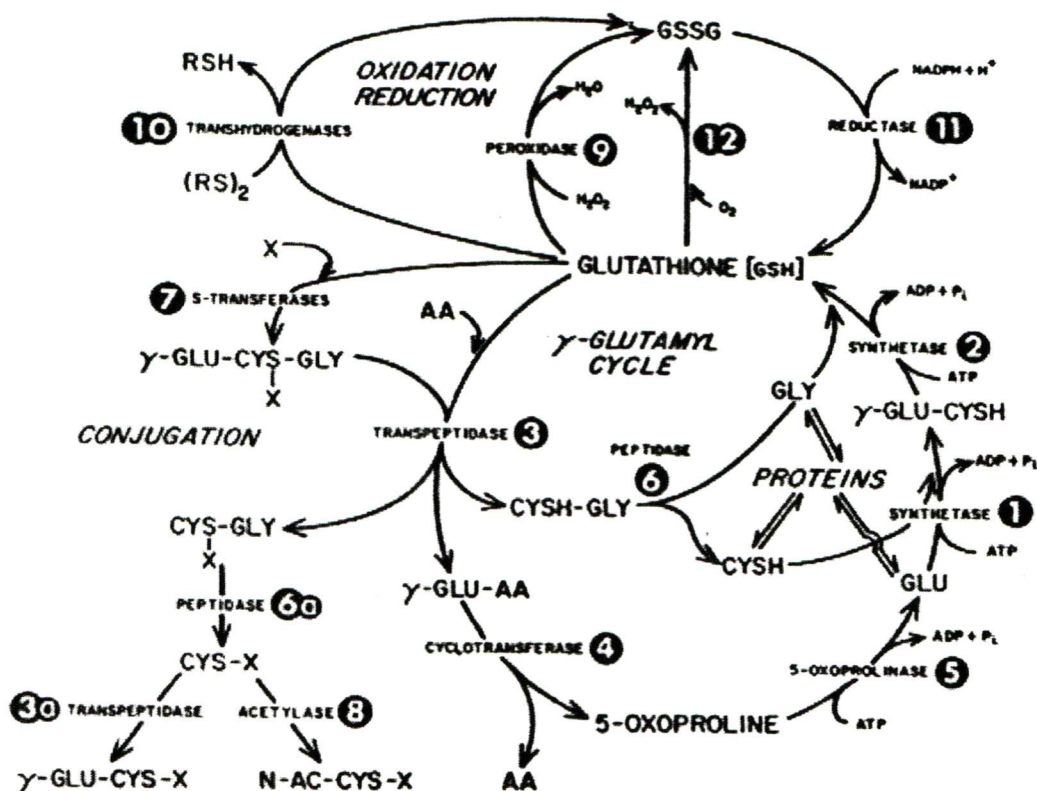 GSSG
RSH
OXIDATION
REDUCTION
NADPH + H⁺
H₂O
H₂O₂
10 TRANSHYDROGENASES
PEROXIDASE 9
12
REDUCTASE 11
(RS)₂
H₂O₂
O₂
NADP⁺
X
GLUTATHIONE [GSH]
7 S-TRANSFERASES
AA
ADP + Pi
γ-GLUTAMYL
CYCLE
SYNTHETASE 2
γ-GLU-CYS-GLY
X
ATP
GLY
γ-GLU-CYSH
CONJUGATION
TRANSPEPTIDASE 3
PEPTIDASE
6
PROTEINS
ADP + Pi
CYSH-GLY
SYNTHETASE 1
CYS-GLY
X
CYSH
ATP
γ-GLU-AA
GLU
PEPTIDASE 6a
CYCLOTRANSFERASE 4
ADP + Pi
CYS-X
5-OXOPROLINASE 5
3a TRANSPEPTIDASE
ACETYLASE 8
5-OXOPROLINE
ATP
γ-GLU-CYS-X
N-AC-CYS-X
AA